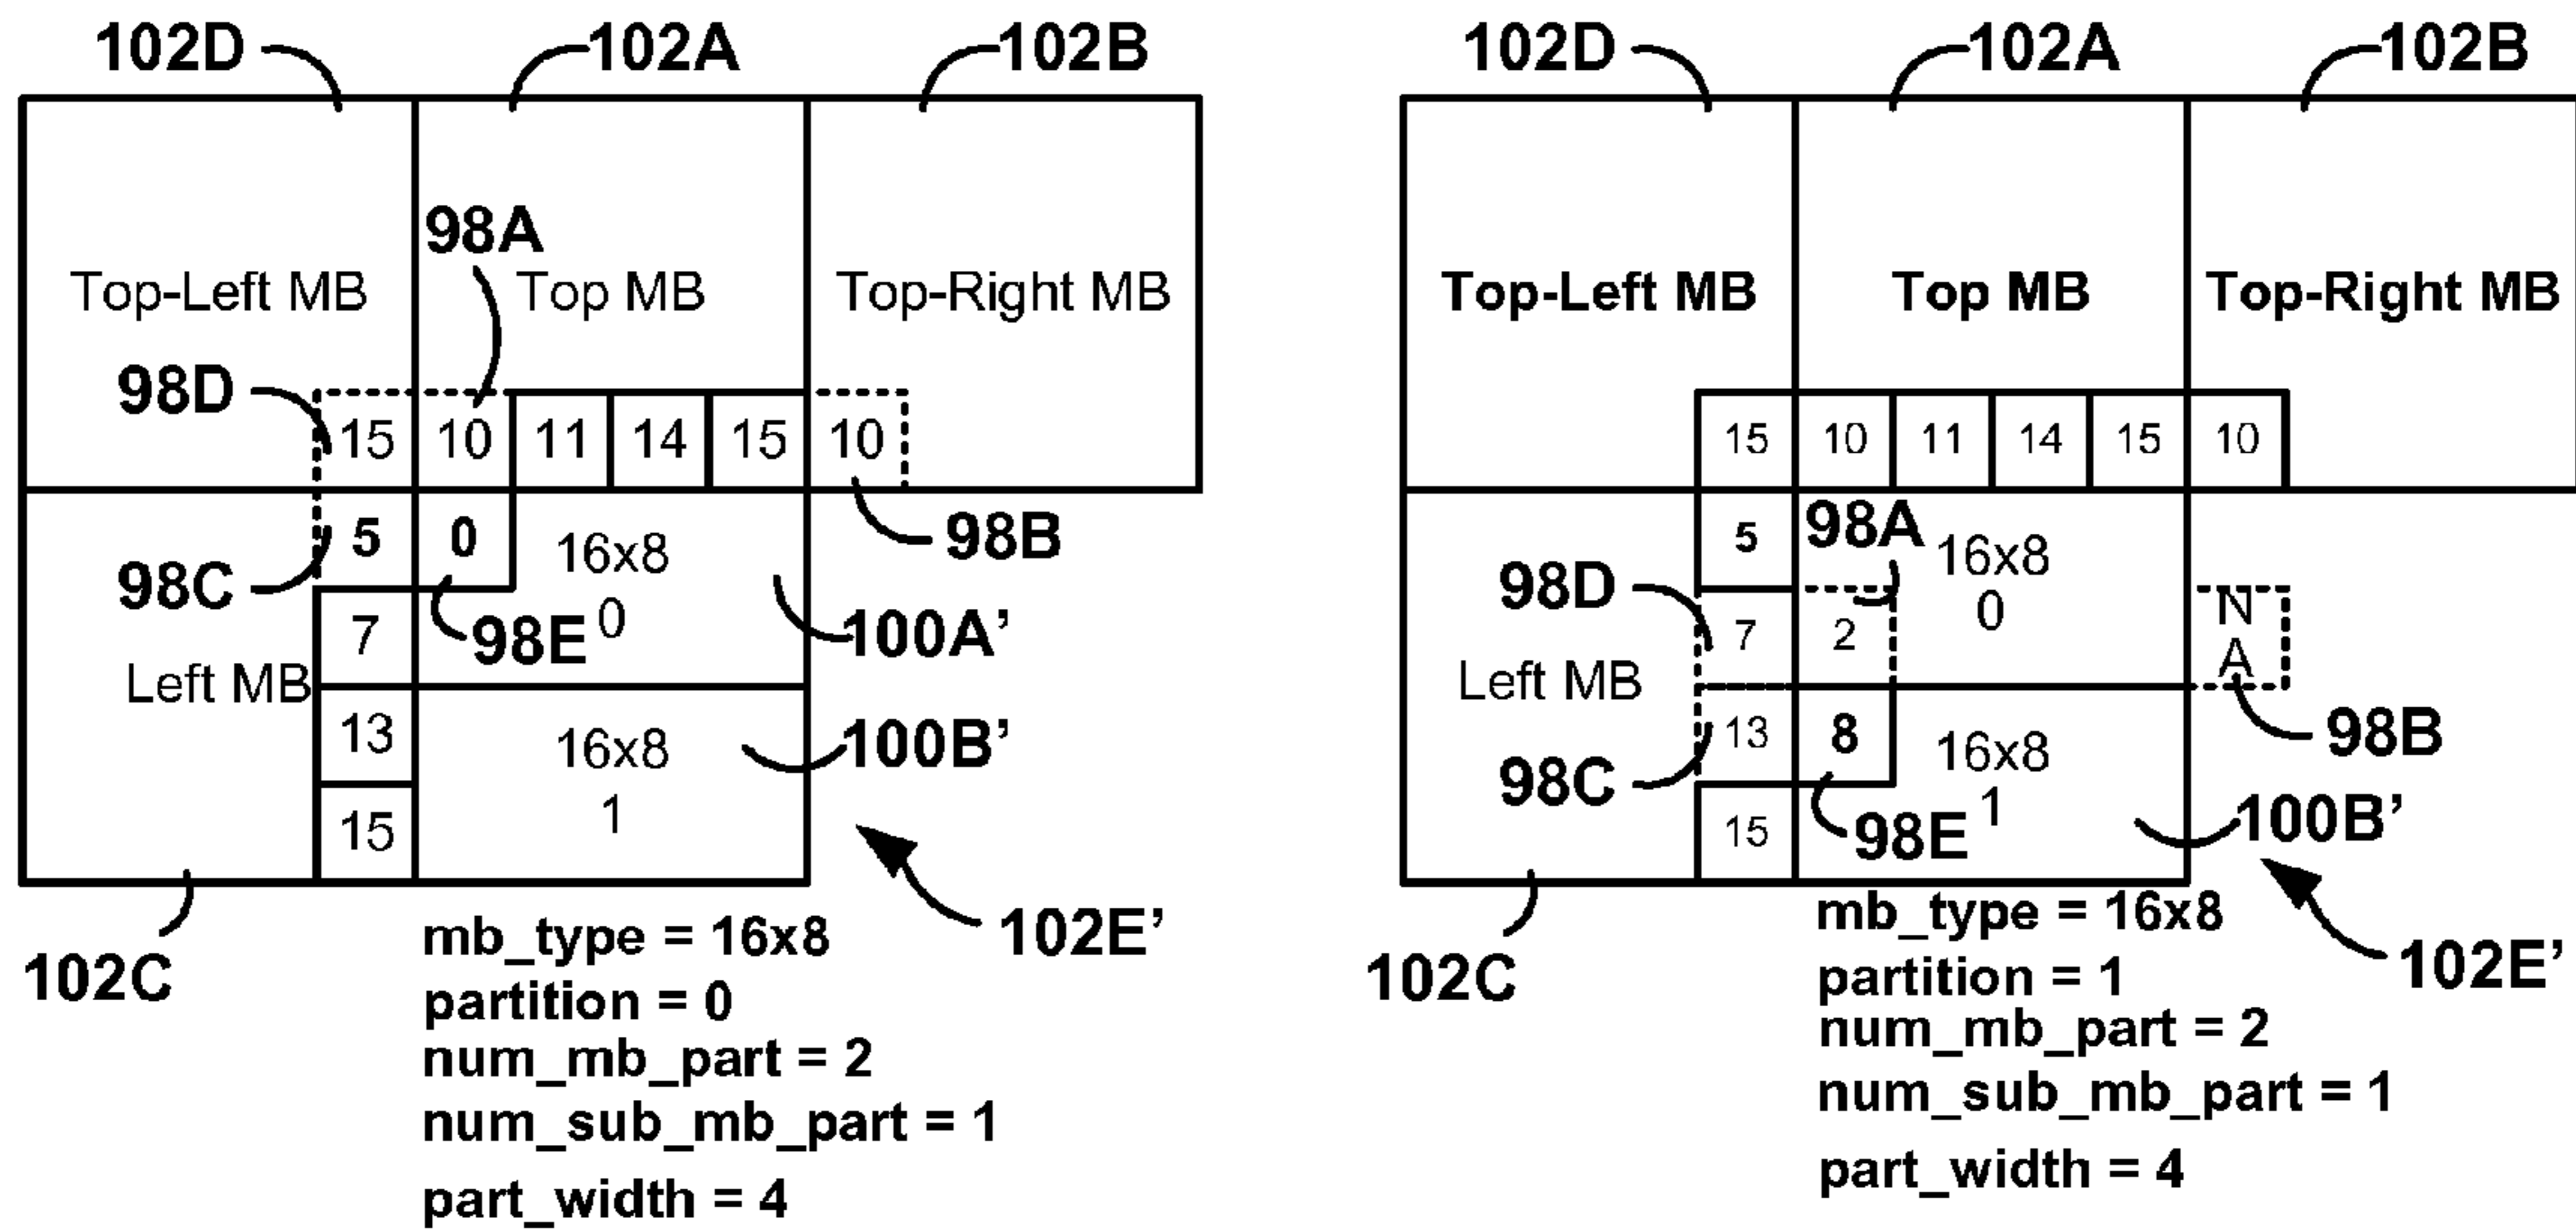 102D 102A 102B 102D 102A 102B
98A
Top-Left MB Top MB Top-Right MB Top-Left MB Top MB Top-Right MB
98D
15 10 11 14 15 10 15 10 11 14 15 10
5 0 16x8 98B 5 98A 16x8
98C 98D
7 98E 0 100A’ 7 2 0 N
A
Left MB Left MB
13 16x8 100B’ 13 8 16x8 98B
98C
15 1 15 98E 1 100B’
102C 102E’ 102C 102E’
mb_type = 16x8
partition = 0
num_mb_part = 2
num_sub_mb_part = 1
part_width = 4
mb_type = 16x8
partition = 1
num_mb_part = 2
num_sub_mb_part = 1
part_width = 4